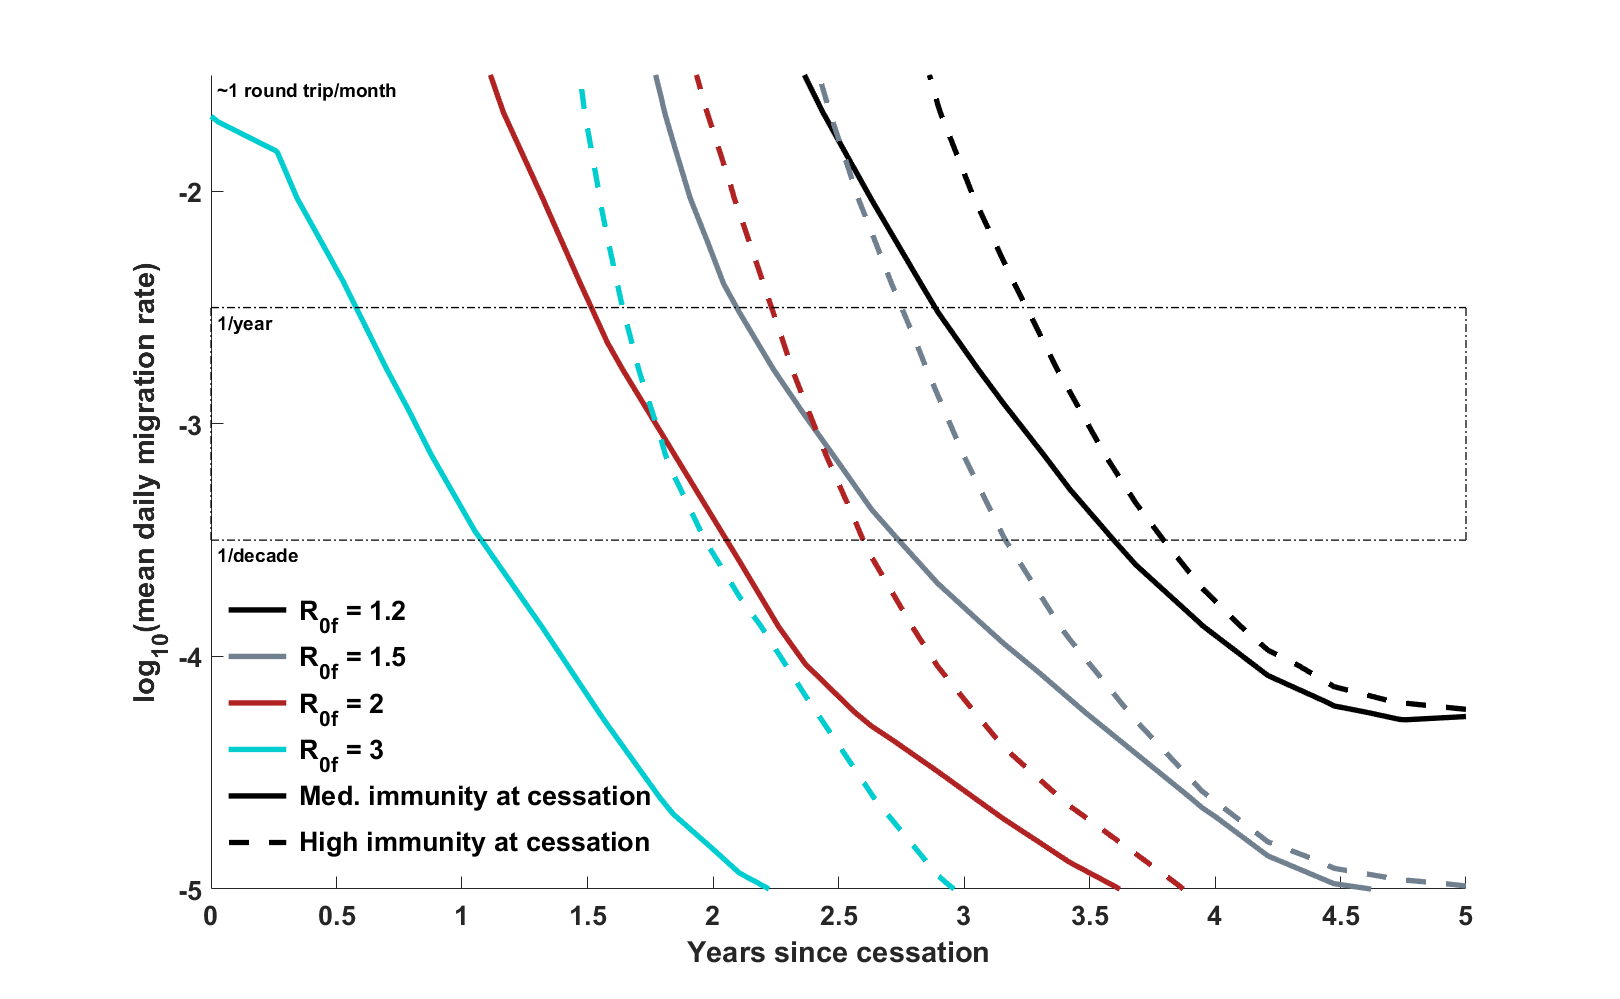 ~1 round trip/month
-2
1/year
-3
log10(mean daily migration rate)
1/decade
R0f = 1.2
-4
R0f = 1.5
R0f = 2
R0f = 3
Med. immunity at cessation
High immunity at cessation
-5
0 0.5 1 1.5 2 2.5 3 3.5 4 4.5 5
Years since cessation